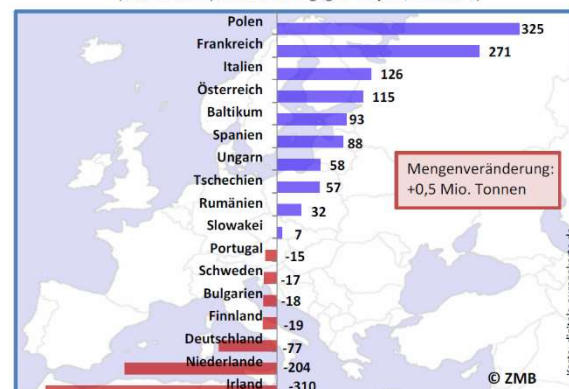 Polen 325
Frankreich 271
Italien 126
Österreich 115
Baltikum 93
Spanien 88
Ungarn 58
Tschechien 57
Rumänien 32
Slowakei 7
Portugal -15
Schweden -17
Bulgarien -18
Finnland -19
Deutschland -77
Niederlande -204
Irland -310
Mengenveränderung:
+0,5 Mio. Tonnen
© ZMB